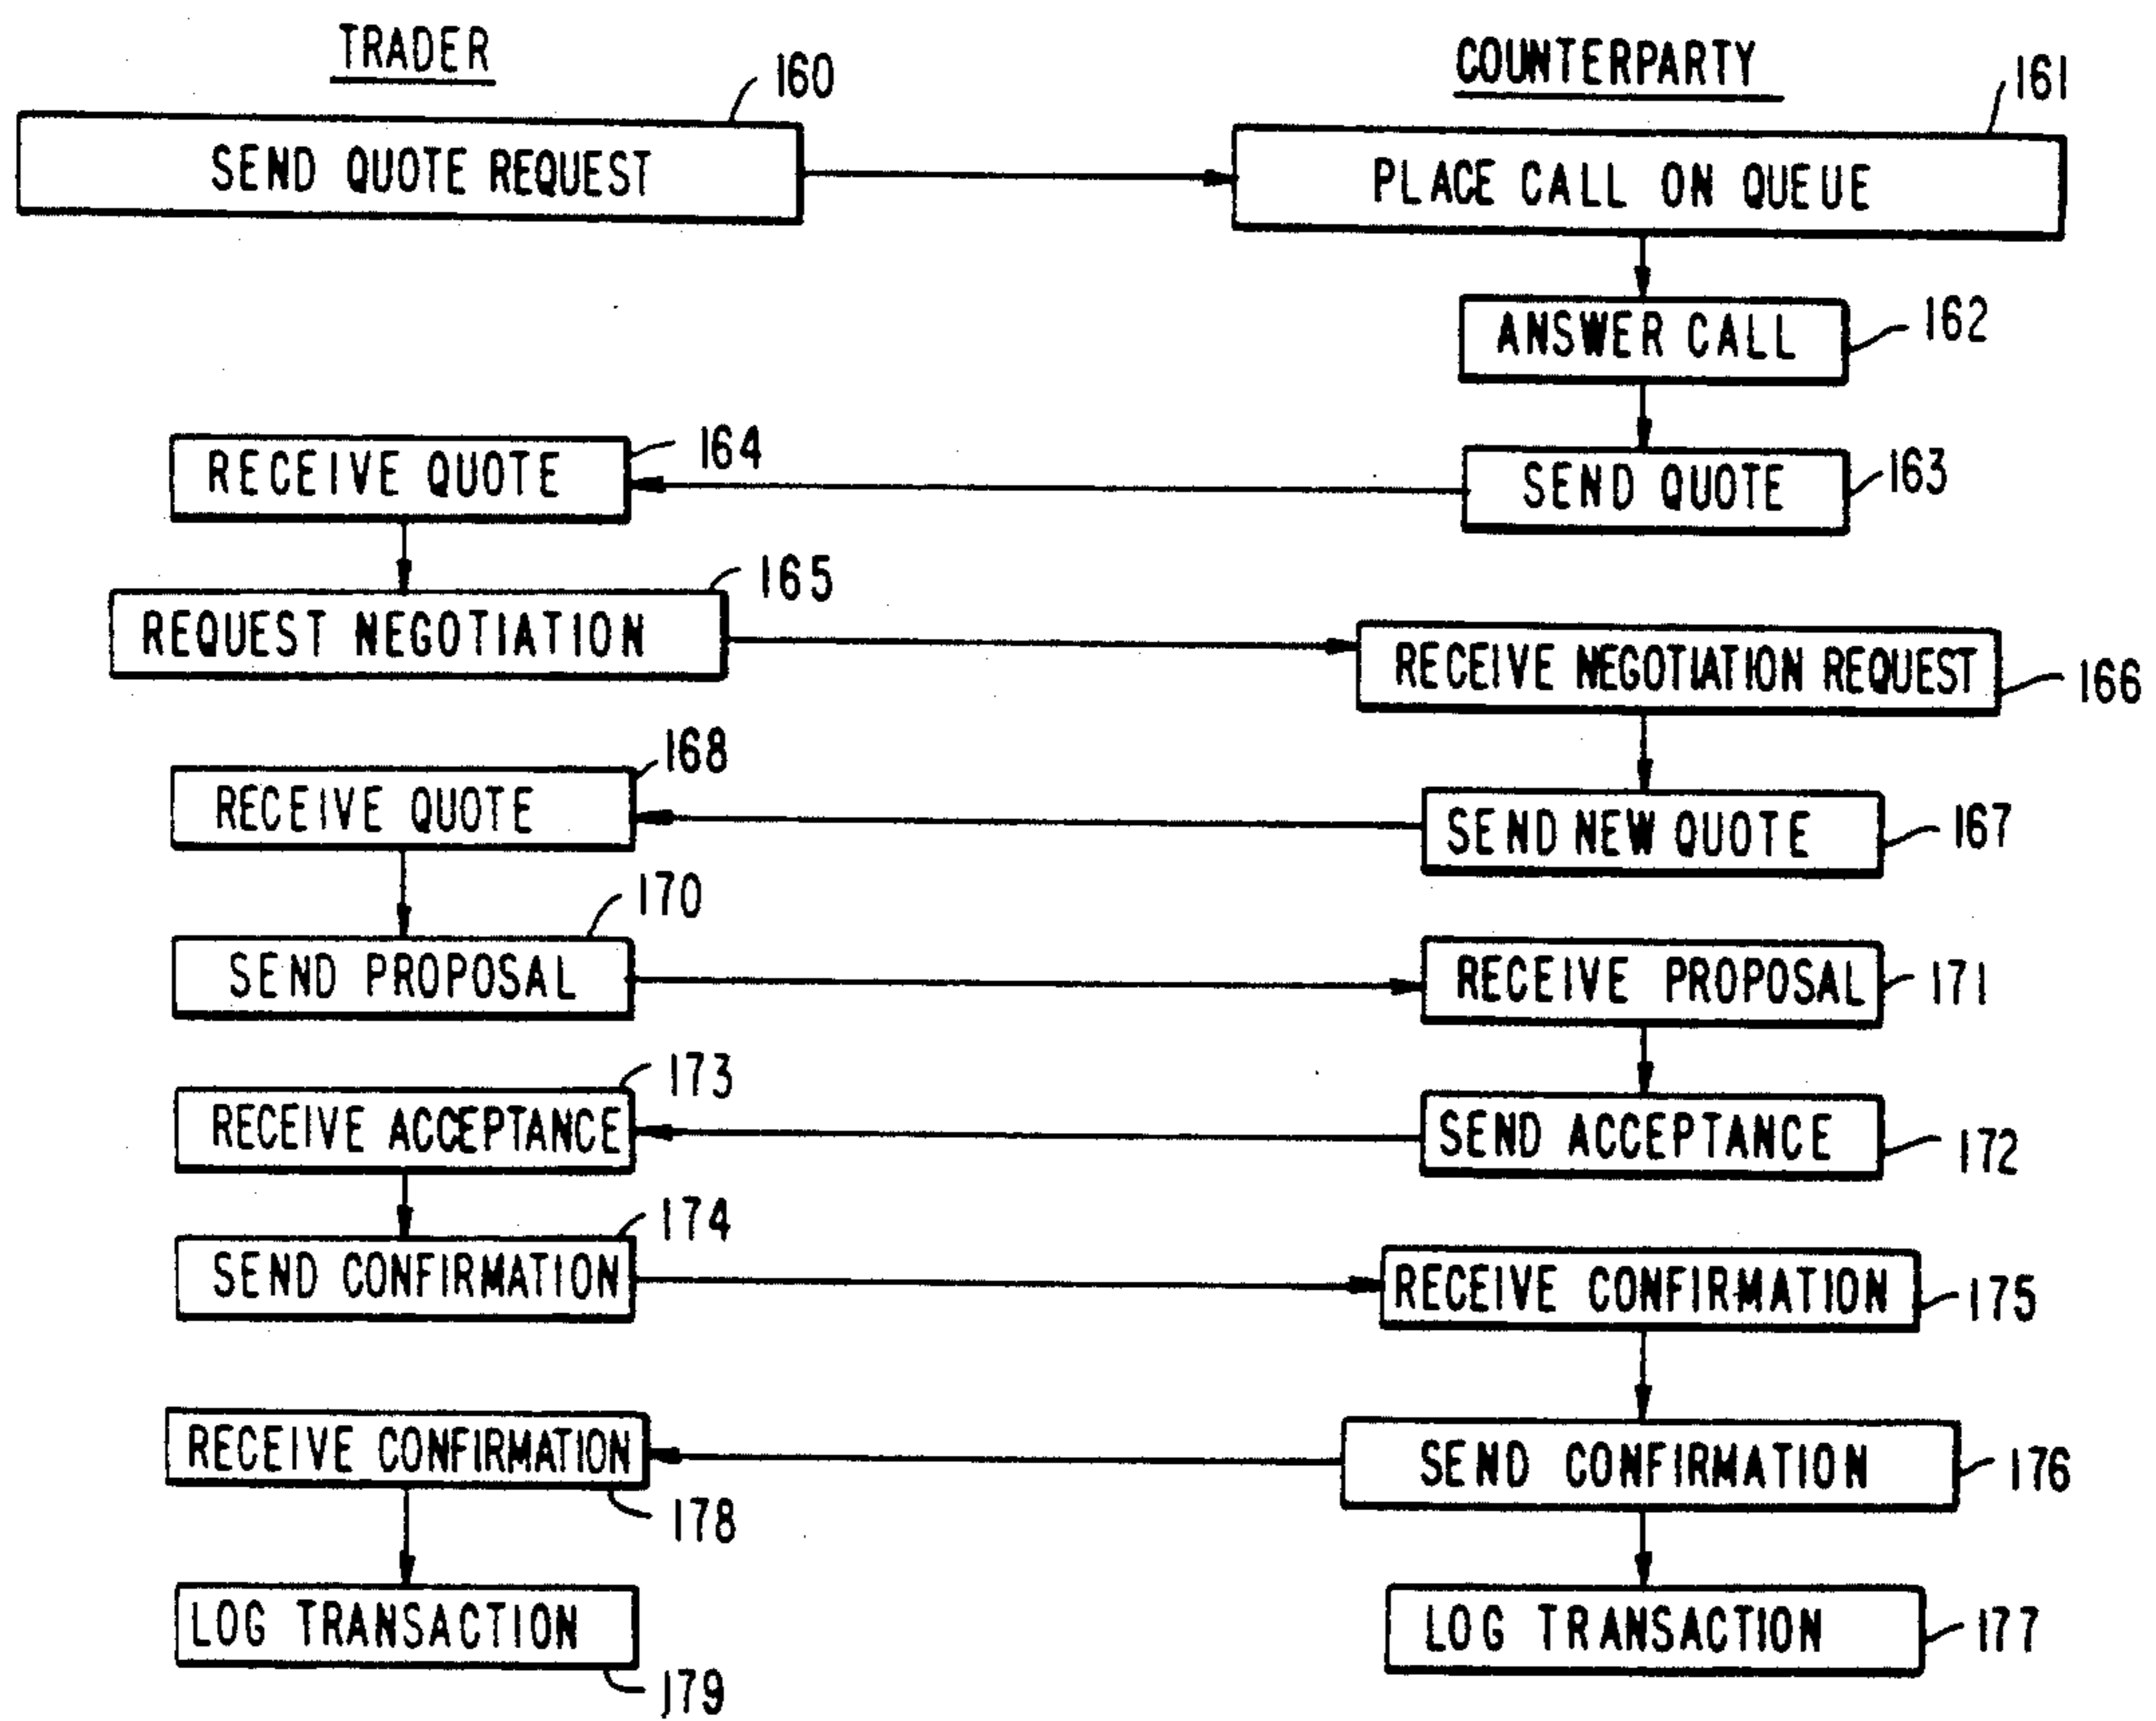 TRADER
COUNTERPARTY
160
161
SEND QUOTE REQUEST
PLACE CALL ON QUEUE
ANSWER CALL
162
RECEIVE QUOTE
164
SEND QUOTE
163
REQUEST NEGOTIATION
165
RECEIVE NEGOTIATION REQUEST
166
RECEIVE QUOTE
168
SEND NEW QUOTE
167
SEND PROPOSAL
170
RECEIVE PROPOSAL
171
RECEIVE ACCEPTANCE
173
SEND ACCEPTANCE
172
SEND CONFIRMATION
174
RECEIVE CONFIRMATION
175
RECEIVE CONFIRMATION
178
SEND CONFIRMATION
176
LOG TRANSACTION
179
LOG TRANSACTION
177